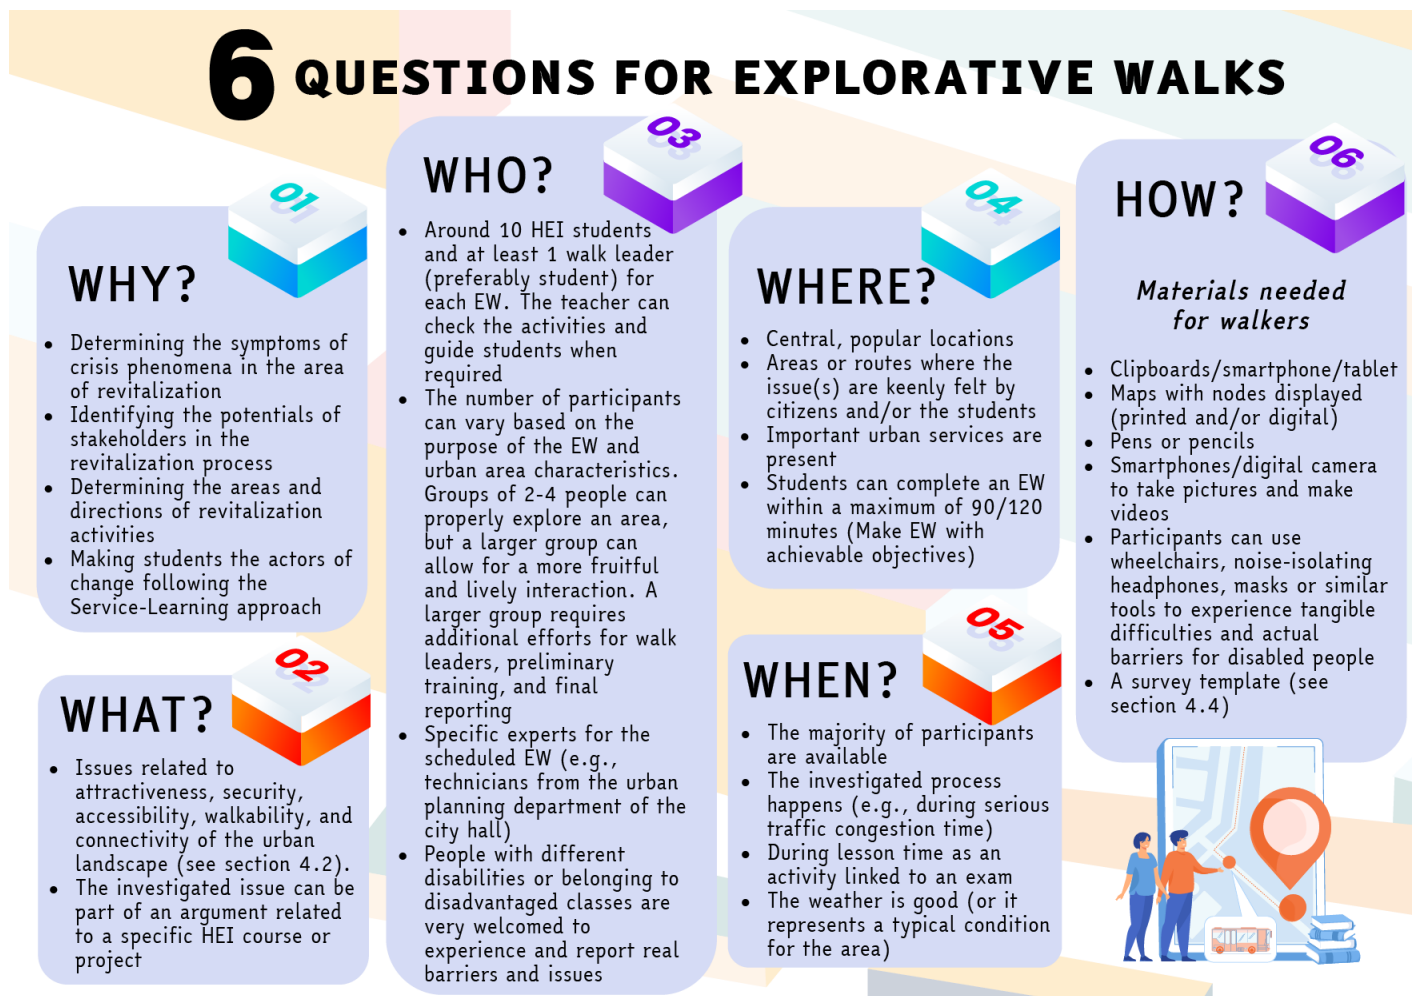 6 QUESTIONS FOR EXPLORATIVE WALKS
01
WHY?
• Determining the symptoms of
crisis phenomena in the area
of revitalization
• Identifying the potentials of
stakeholders in the
revitalization process
• Determining the areas and
directions of revitalization
activities
• Making students the actors of
change following the
Service-Learning approach
02
WHAT?
• Issues related to
attractiveness, security,
accessibility, walkability, and
connectivity of the urban
landscape (see section 4.2).
• The investigated issue can be
part of an argument related
to a specific HEI course or
project
03
WHO?
• Around 10 HEI students
and at least 1 walk leader
(preferably student) for
each EW. The teacher can
check the activities and
guide students when
required
• The number of participants
can vary based on the
purpose of the EW and
urban area characteristics.
Groups of 2-4 people can
properly explore an area,
but a larger group can
allow for a more fruitful
and lively interaction. A
larger group requires
additional efforts for walk
leaders, preliminary
training, and final
reporting
• Specific experts for the
scheduled EW (e.g.,
technicians from the urban
planning department of the
city hall)
• People with different
disabilities or belonging to
disadvantaged classes are
very welcomed to
experience and report real
barriers and issues
04
WHERE?
• Central, popular locations
• Areas or routes where the
issue(s) are keenly felt by
citizens and/or the students
• Important urban services are
present
• Students can complete an EW
within a maximum of 90/120
minutes (Make EW with
achievable objectives)
05
WHEN?
• The majority of participants
are available
• The investigated process
happens (e.g., during serious
traffic congestion time)
• During lesson time as an
activity linked to an exam
• The weather is good (or it
represents a typical condition
for the area)
06
HOW?
Materials needed
for walkers
• Clipboards/smartphone/tablet
• Maps with nodes displayed
(printed and/or digital)
• Pens or pencils
• Smartphones/digital camera
to take pictures and make
videos
• Participants can use
wheelchairs, noise-isolating
headphones, masks or similar
tools to experience tangible
difficulties and actual
barriers for disabled people
• A survey template (see
section 4.4)